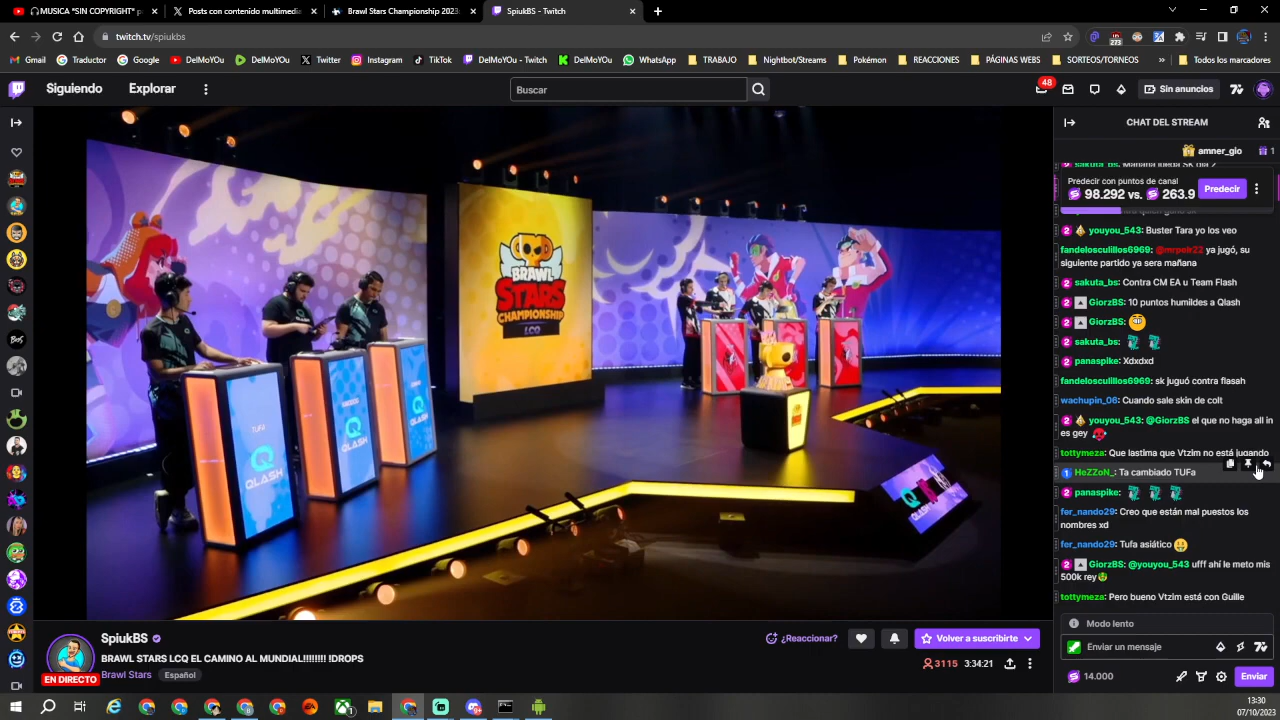 🎧MUSICA *SIN COPYRIGHT* p
Posts con contenido multimedia
Brawl Stars Championship 2023:
SpiukBS - Twitch
twitch.tv/spiukbs
Gmail
Traductor
Google
DelMoYOu
DelMoYOu
Twitter
Instagram
TikTok
DelMoYOu - Twitch
DelMoYOu
WhatsApp
TRABAJO
Nightbot/Streams
Pokémon
REACCIONES
PÁGINAS WEBS
SORTEOS/TORNEOS
»
Todos los marcadores
Siguiendo
Explorar
Buscar
48
Sin anuncios
CHAT DEL STREAM
amner_gio
1
Predecir con puntos de canal
98.292 vs. 263.9
Predecir
youyou_543: Buster Tara yo los veo
fandelosculillos6969: @mrpelr22 ya jugó, su
siguiente partido ya sera mañana
sakuta_bs: Contra CM EA u Team Flash
GiorzBS: 10 puntos humildes a Qlash
GiorzBS:
sakuta_bs:
panaspike: Xdxdxd
fandelosculillos6969: sk juguó contra flasah
wachupin_06: Cuando sale skin de colt
youyou_543: @GiorzBS el que no haga all in
es gey
tottymeza: Que lastima que Vtzim no está jugando
HeZZoN_: Ta cambiado TUFa
panaspike:
fer_nando29: Creo que están mal puestos los
nombres xd
fer_nando29: Tufa asiático
GiorzBS: @youyou_543 ufff ahí le meto mis
500k rey
tottymeza: Pero bueno Vtzim está con Guille
Modo lento
Enviar un mensaje
14.000
Enviar
BRAWL
STARS
CHAMPIONSHIP
LCQ
TUFA
QLASH
QLASH
QLASH
QLASH
SpiukBS
BRAWL STARS LCQ EL CAMINO AL MUNDIAL!!!!!!!! !DROPS
Brawl Stars
Español
EN DIRECTO
¿Reaccionar?
Volver a suscribirte
3115
3:34:21
13:30
07/10/2023